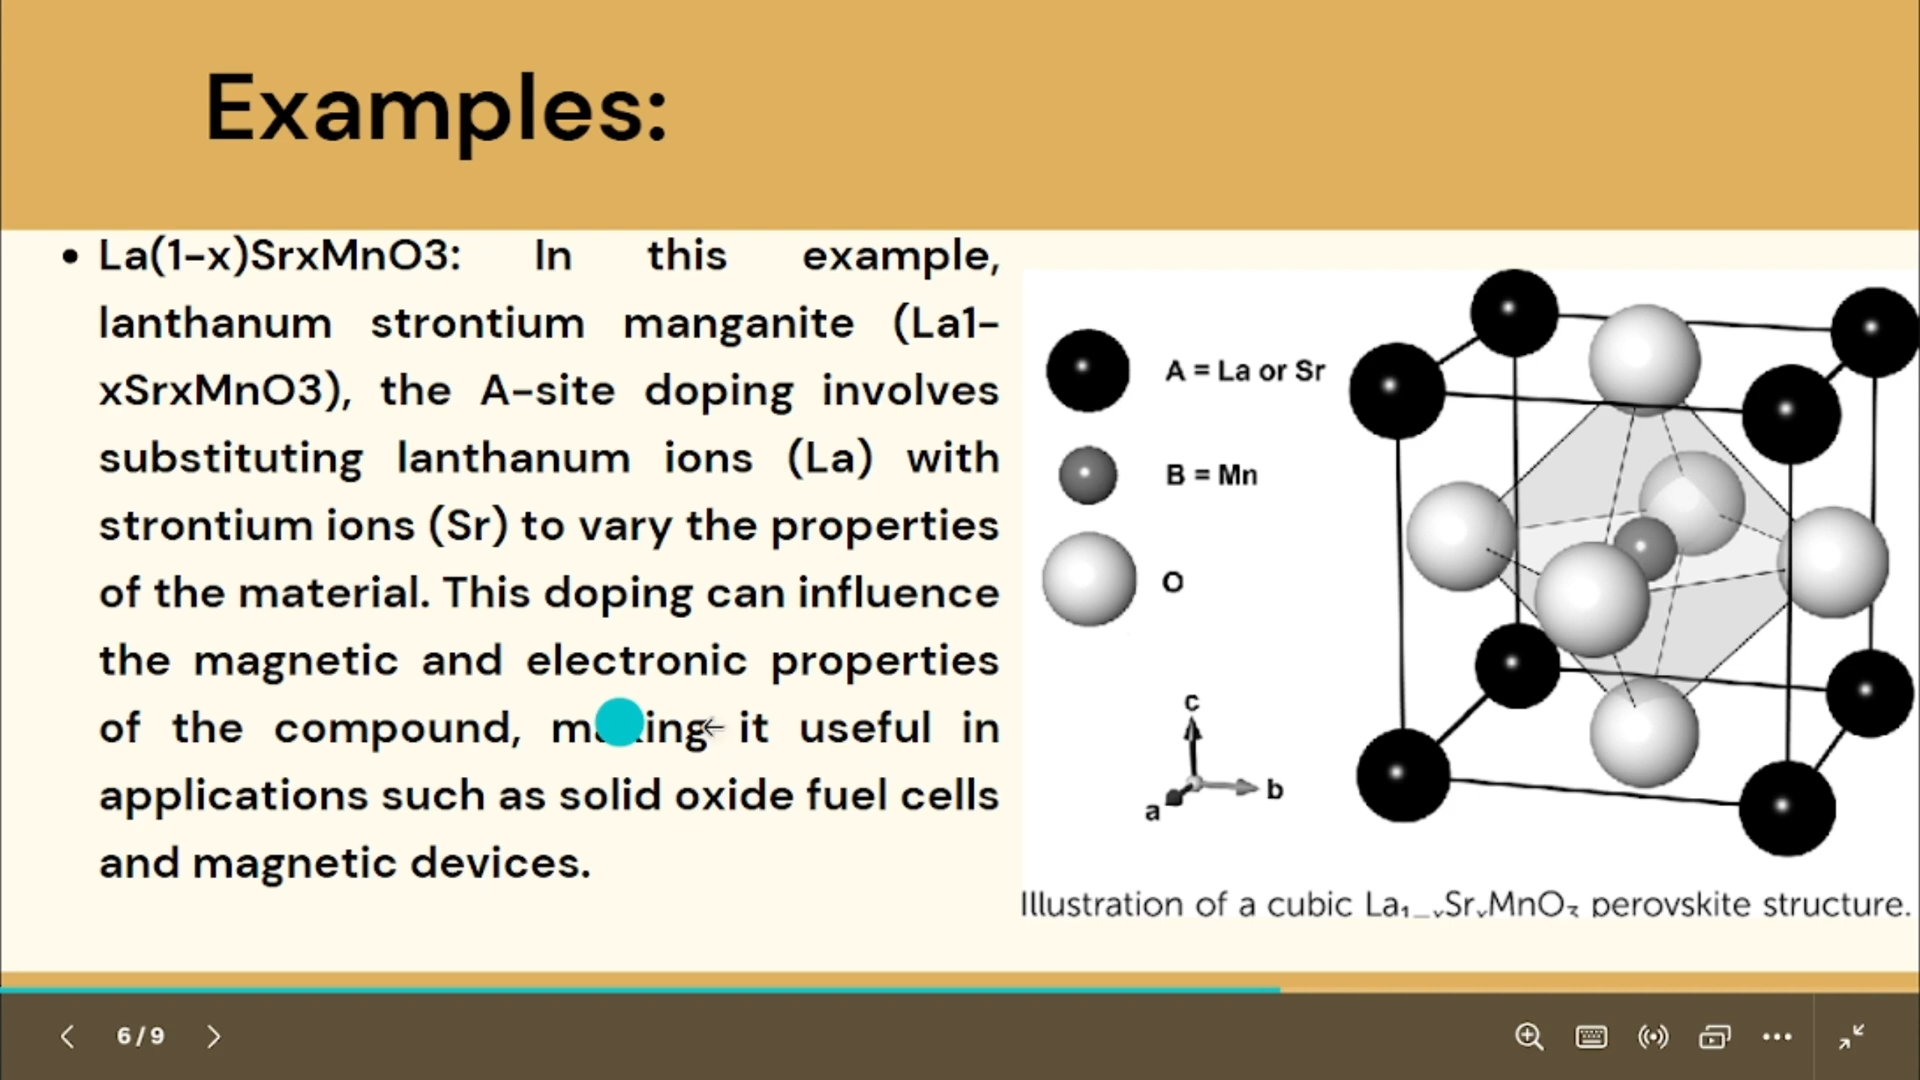 Examples:
• La(1-x)SrxMnO3: In this example,
lanthanum strontium manganite (La1-
xSrxMnO3), the A-site doping involves
substituting lanthanum ions (La) with
strontium ions (Sr) to vary the properties
of the material. This doping can influence
the magnetic and electronic properties
of the compound, it useful in
applications such as solid oxide fuel cells
and magnetic devices.
A = La or Sr
B = Mn
O
c
b
a
Illustration of a cubic La₁₋ₓSrₓMnO₃ perovskite structure.
6 / 9